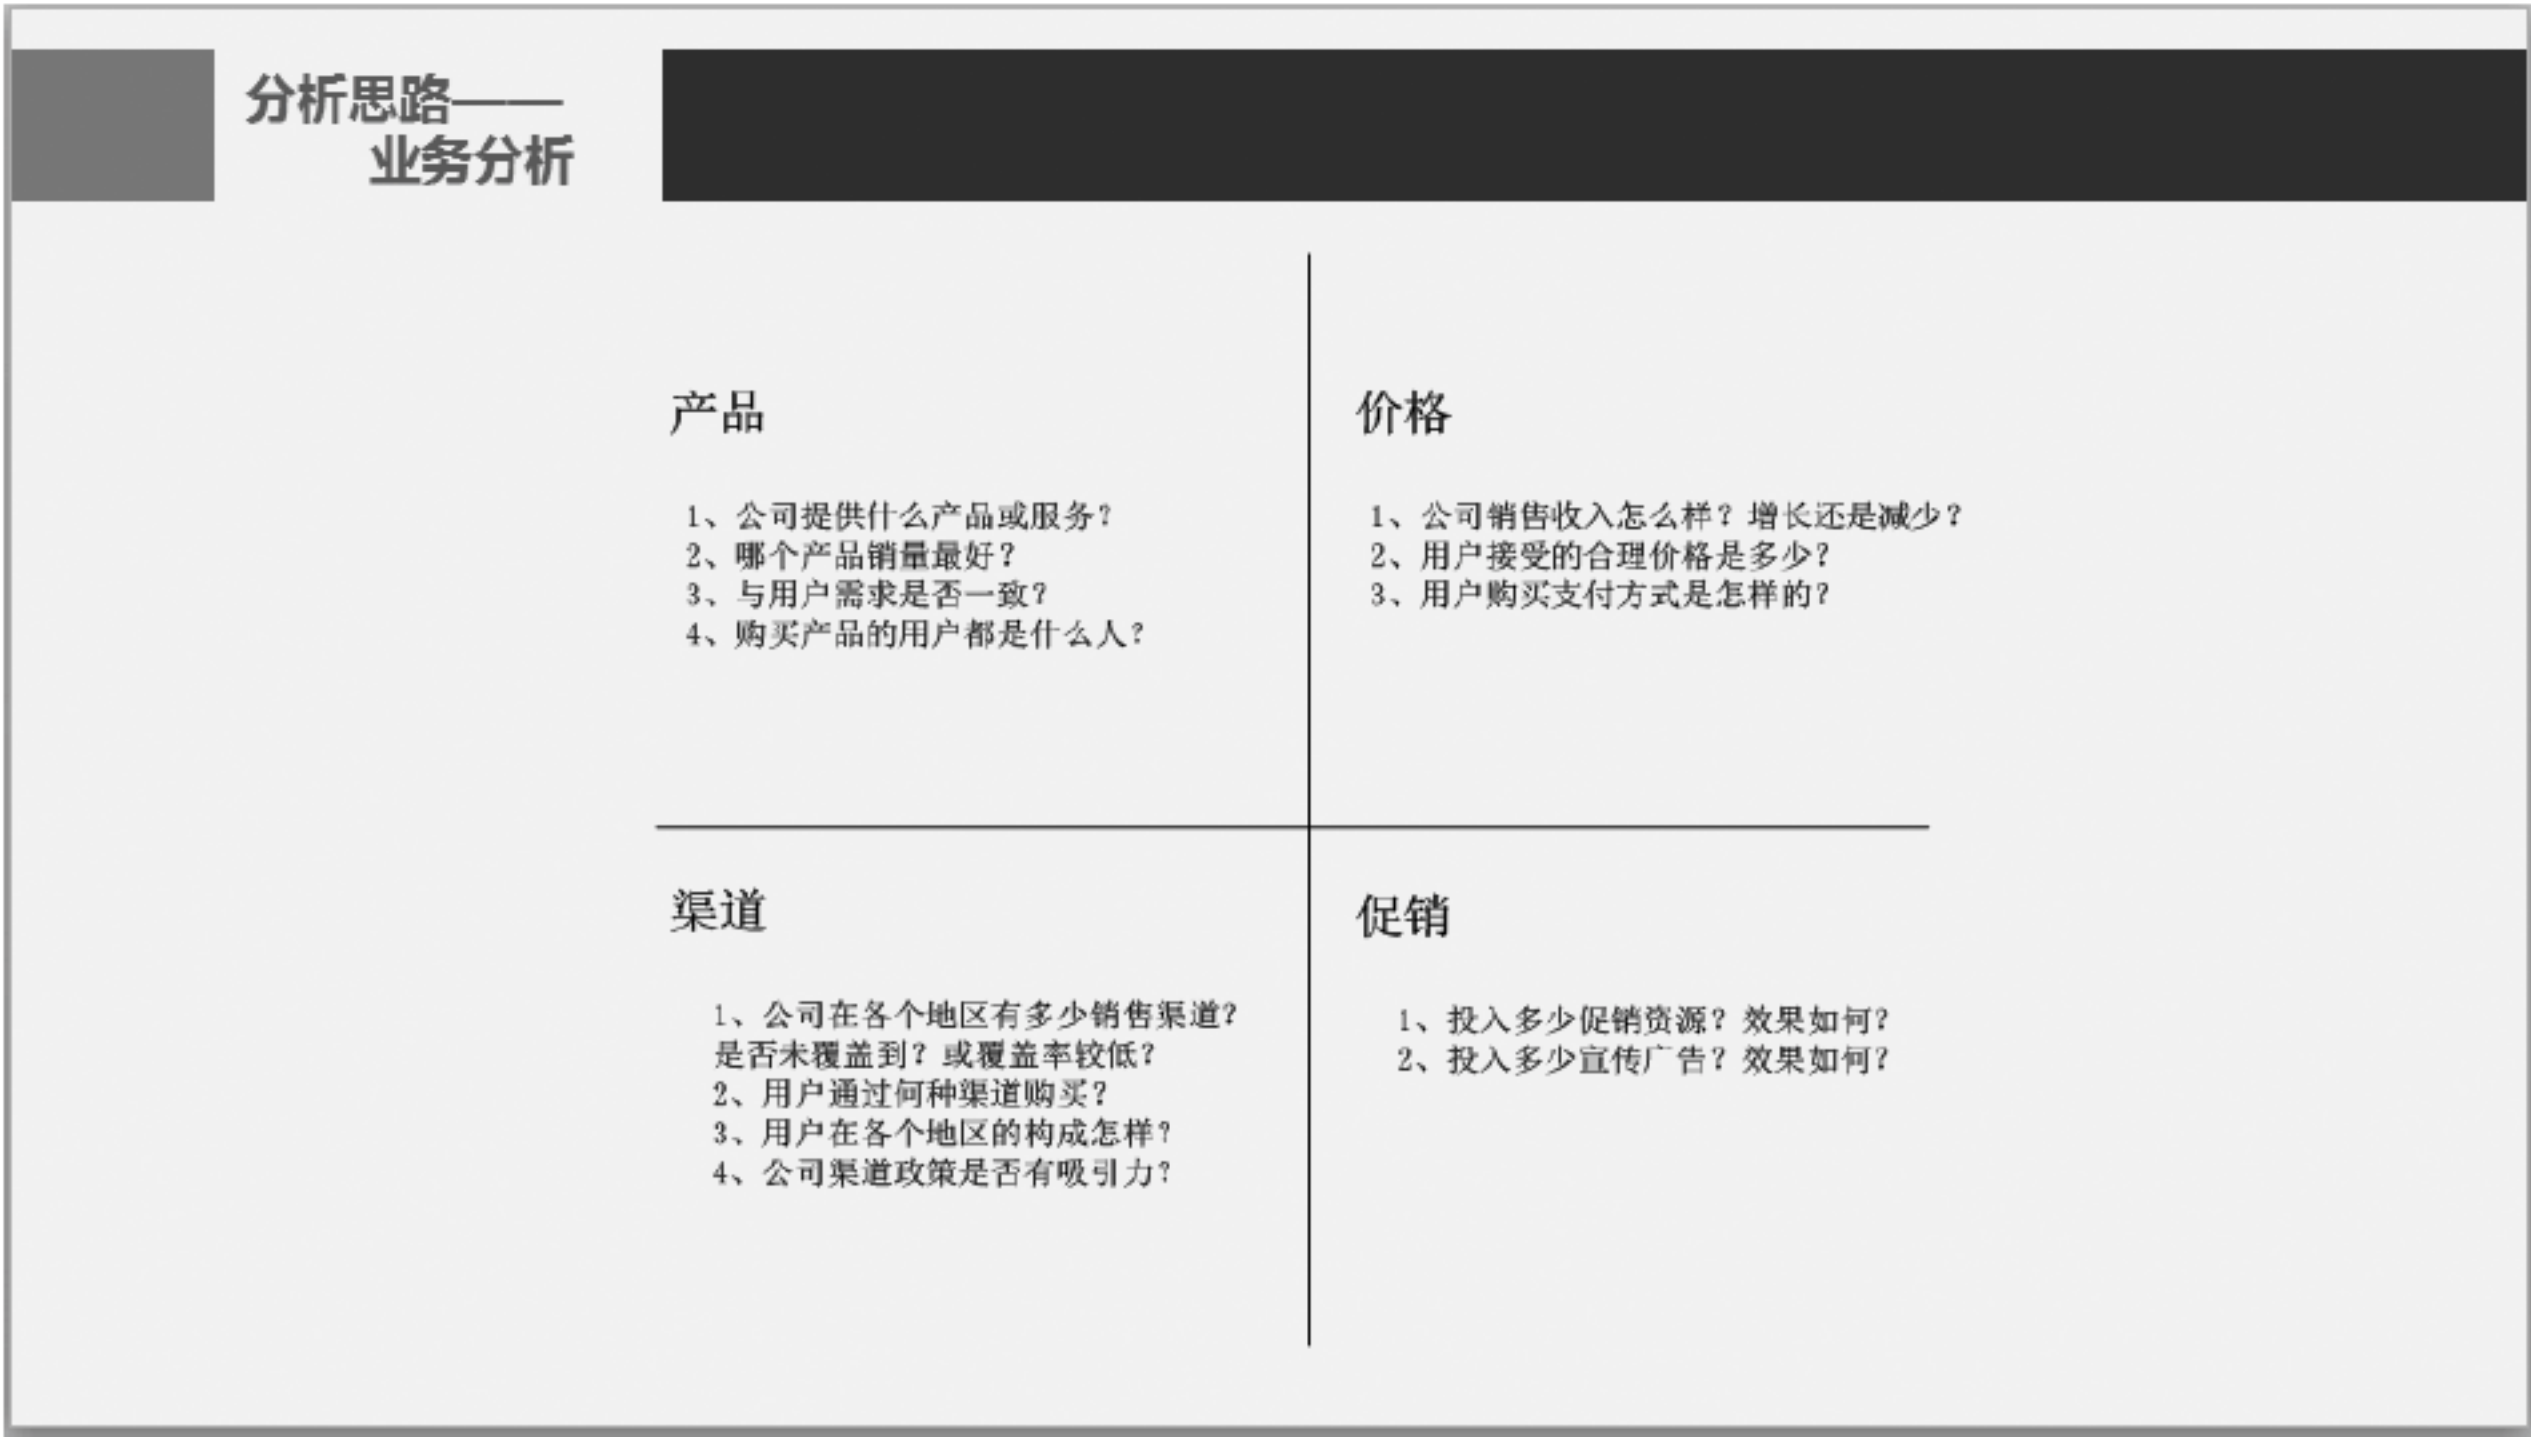 分析思路——
业务分析
产品
1、公司提供什么产品或服务？
2、哪个产品销量最好？
3、与用户需求是否一致？
4、购买产品的用户都是什么人？
价格
1、公司销售收入怎么样？增长还是减少？
2、用户接受的合理价格是多少？
3、用户购买支付方式是怎样的？
渠道
1、公司在各个地区有多少销售渠道？
是否未覆盖到？或覆盖率较低？
2、用户通过何种渠道购买？
3、用户在各个地区的构成怎样？
4、公司渠道政策是否有吸引力？
促销
1、投入多少促销资源？效果如何？
2、投入多少宣传广告？效果如何？